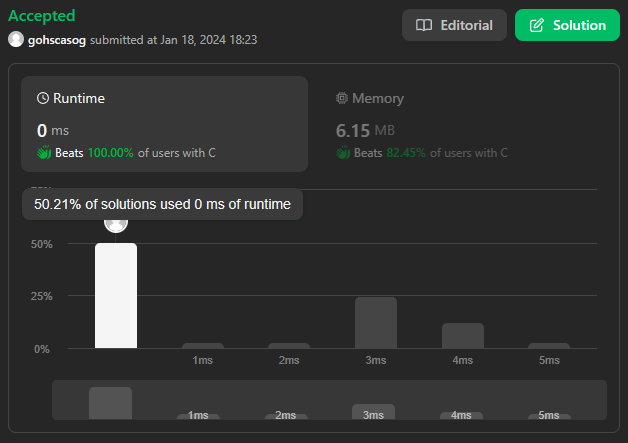 Accepted
gohscasog submitted at Jan 18, 2024 18:23
Editorial
Solution
Runtime
0 ms
Beats 100.00% of users with C
Memory
6.15 MB
Beats 82.45% of users with C
50.21% of solutions used 0 ms of runtime
50%
25%
0%
1ms 2ms 3ms 4ms 5ms
1ms 2ms 3ms 4ms 5ms